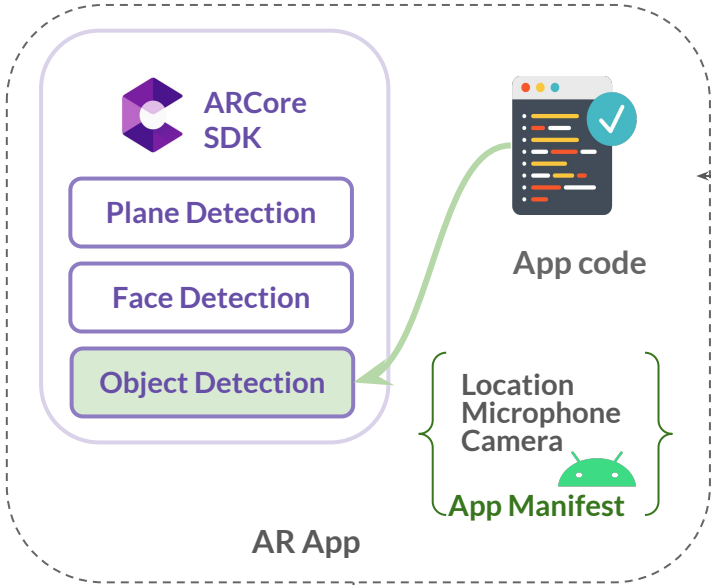 ARCore
SDK
Plane Detection
Face Detection
Object Detection
App code
Location
Microphone
Camera
App Manifest
AR App